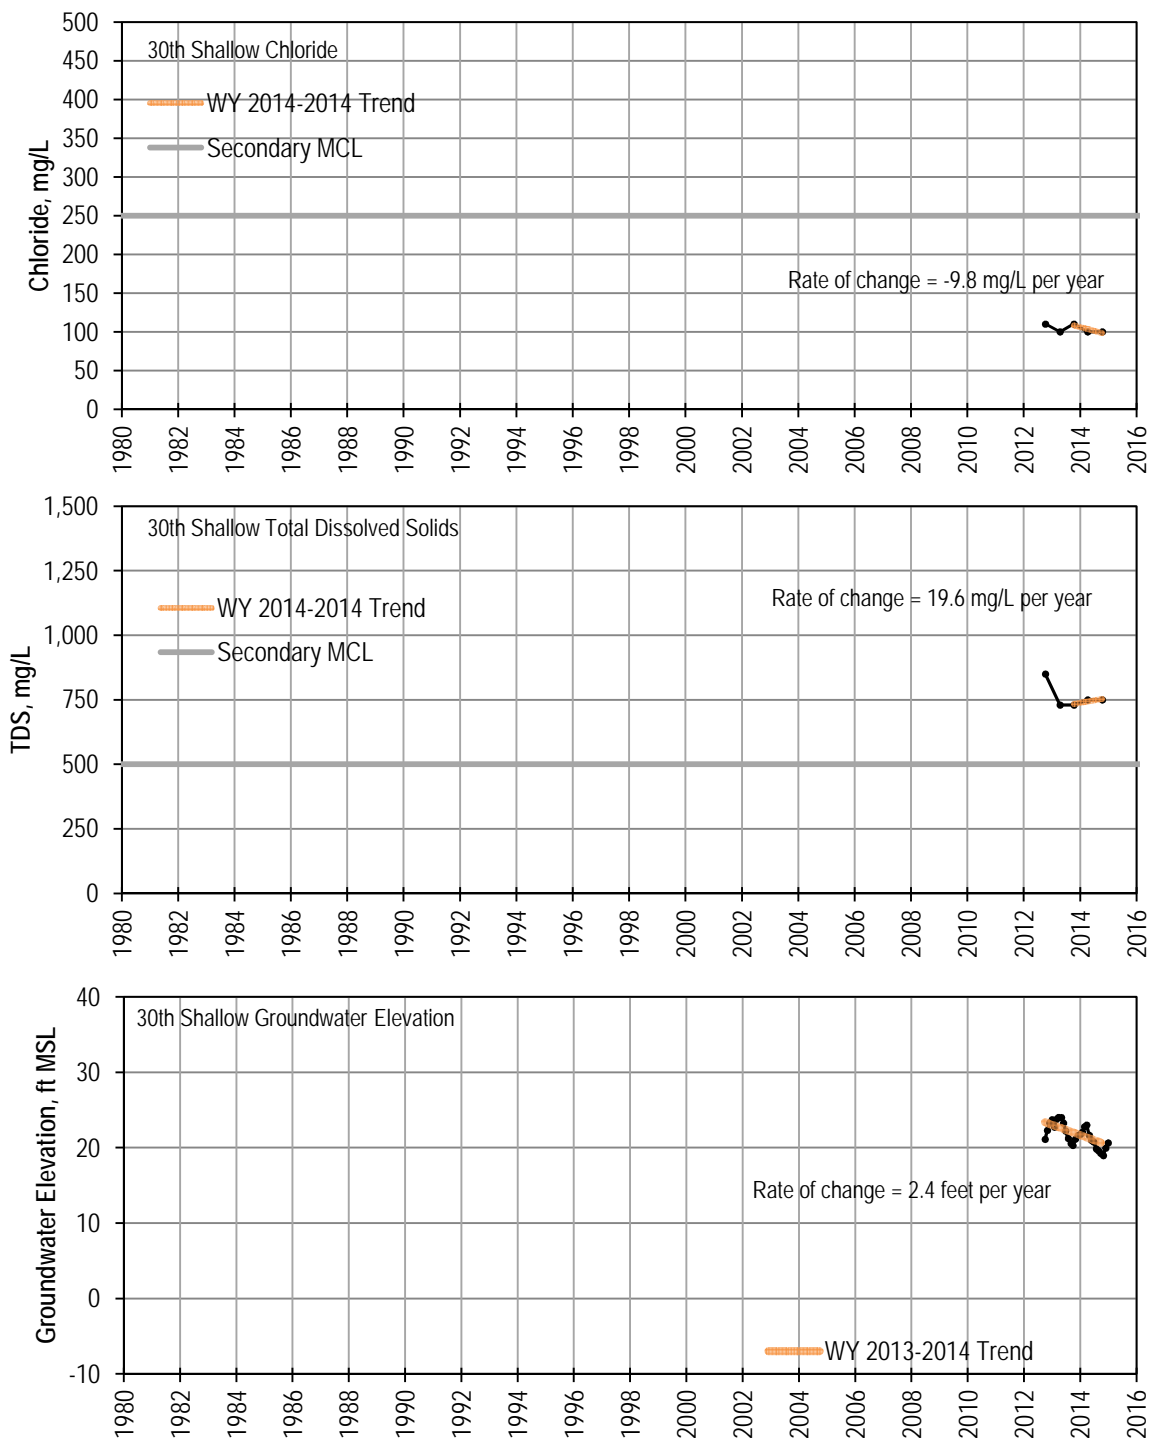 500
450
400
350
300
250
200
150
100
50
0
Chloride, mg/L
30th Shallow Chloride
WY 2014-2014 Trend
Secondary MCL
Rate of change = -9.8 mg/L per year
1980 1982 1984 1986 1988 1990 1992 1994 1996 1998 2000 2002 2004 2006 2008 2010 2012 2014 2016
1,500
1,250
1,000
750
500
250
0
TDS, mg/L
30th Shallow Total Dissolved Solids
WY 2014-2014 Trend
Secondary MCL
Rate of change = 19.6 mg/L per year
1980 1982 1984 1986 1988 1990 1992 1994 1996 1998 2000 2002 2004 2006 2008 2010 2012 2014 2016
40
30
20
10
0
-10
Groundwater Elevation, ft MSL
30th Shallow Groundwater Elevation
Rate of change = 2.4 feet per year
WY 2013-2014 Trend
1980 1982 1984 1986 1988 1990 1992 1994 1996 1998 2000 2002 2004 2006 2008 2010 2012 2014 2016